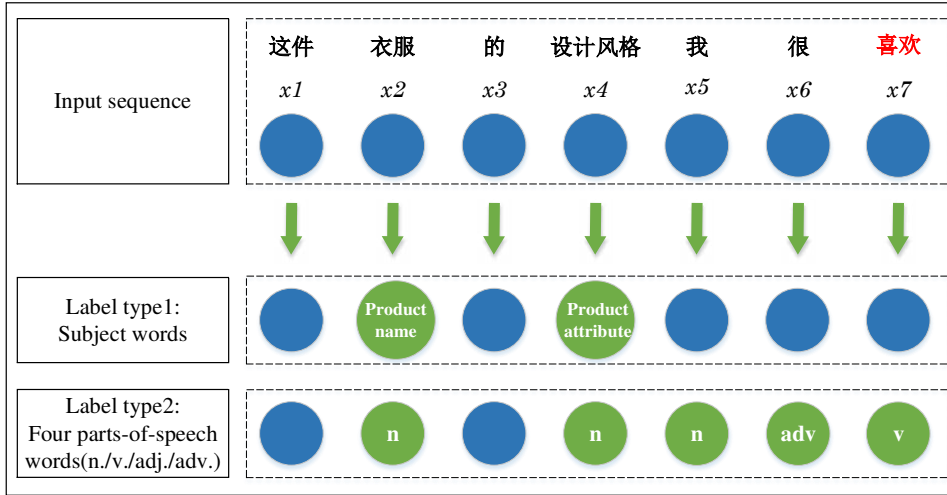 这件 衣服 的 设计风格 我 很 喜欢
Input sequence
x1 x2 x3 x4 x5 x6 x7
Label type1:
Subject words
Product
name
Product
attribute
Label type2:
Four parts-of-speech
words(n./v./adj./adv.)
n n n adv v